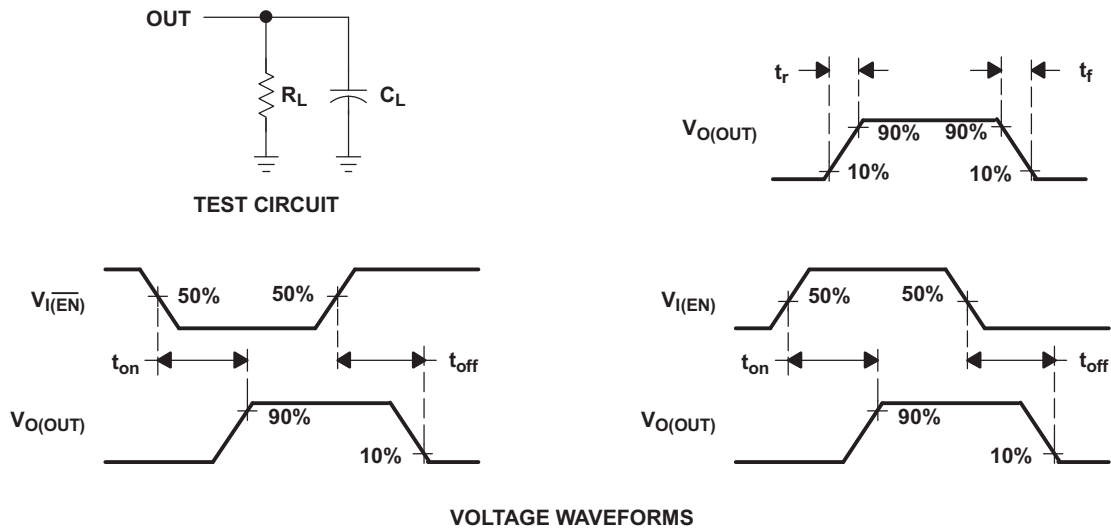 OUT
R_L
C_L
TEST CIRCUIT
t_r
t_f
V_O(OUT)
90%
90%
10%
10%
V_I(E̅N̅)
50%
50%
t_on
t_off
V_O(OUT)
90%
10%
V_I(EN)
50%
50%
t_on
t_off
V_O(OUT)
90%
10%
VOLTAGE WAVEFORMS